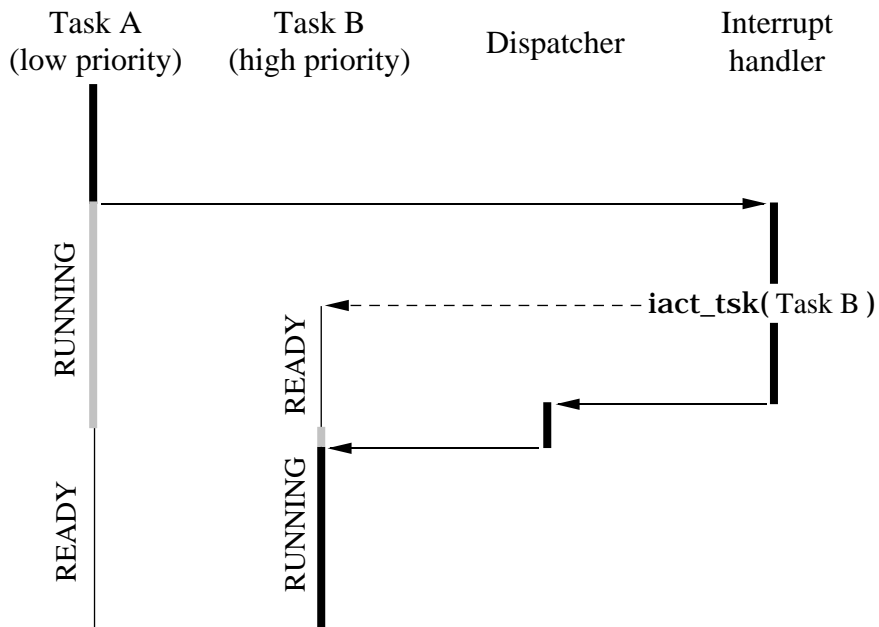 Task A
(low priority)
Task B
(high priority)
Dispatcher
Interrupt
handler
RUNNING
READY
iact_tsk( Task B )
READY
RUNNING